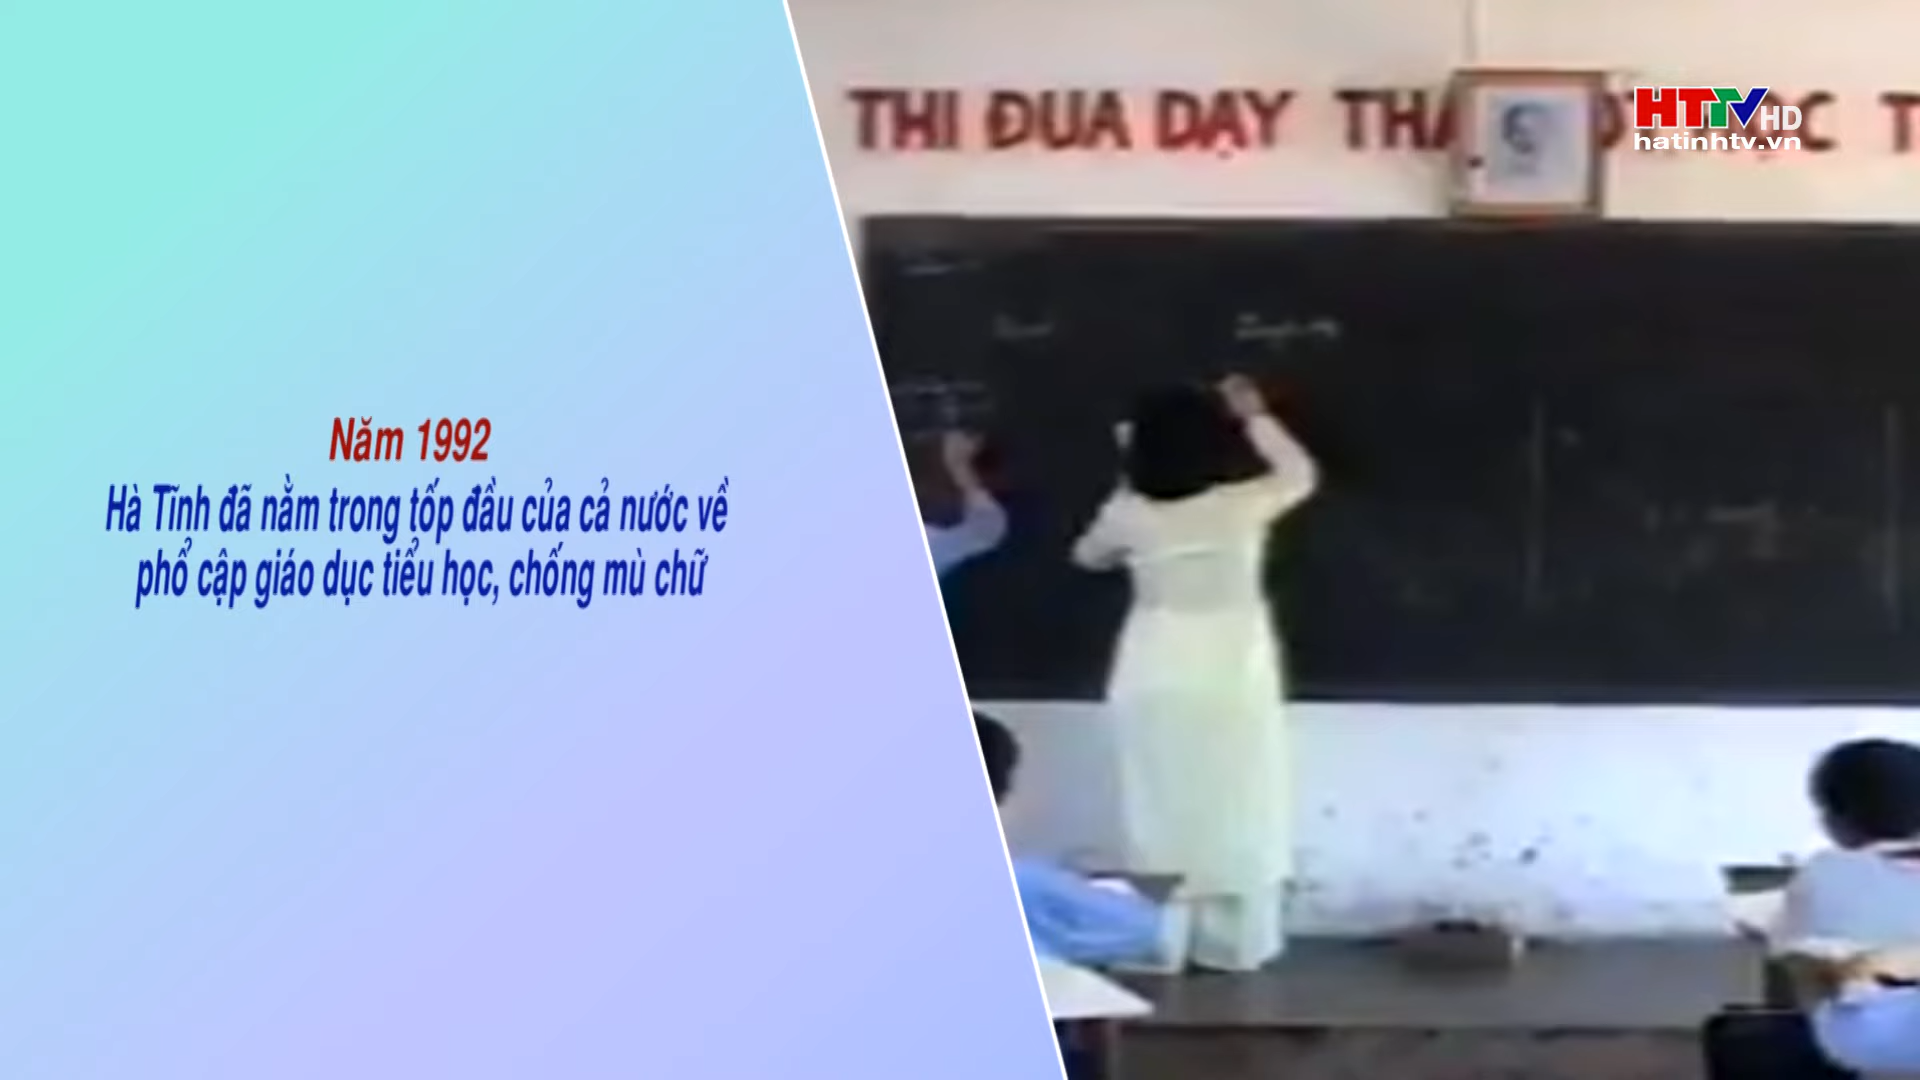 Năm 1992
Hà Tĩnh đã nằm trong tốp đầu của cả nước về
phổ cập giáo dục tiểu học, chống mù chữ
THI ĐUA DẠY
HTTV HD
hatinhtv.vn